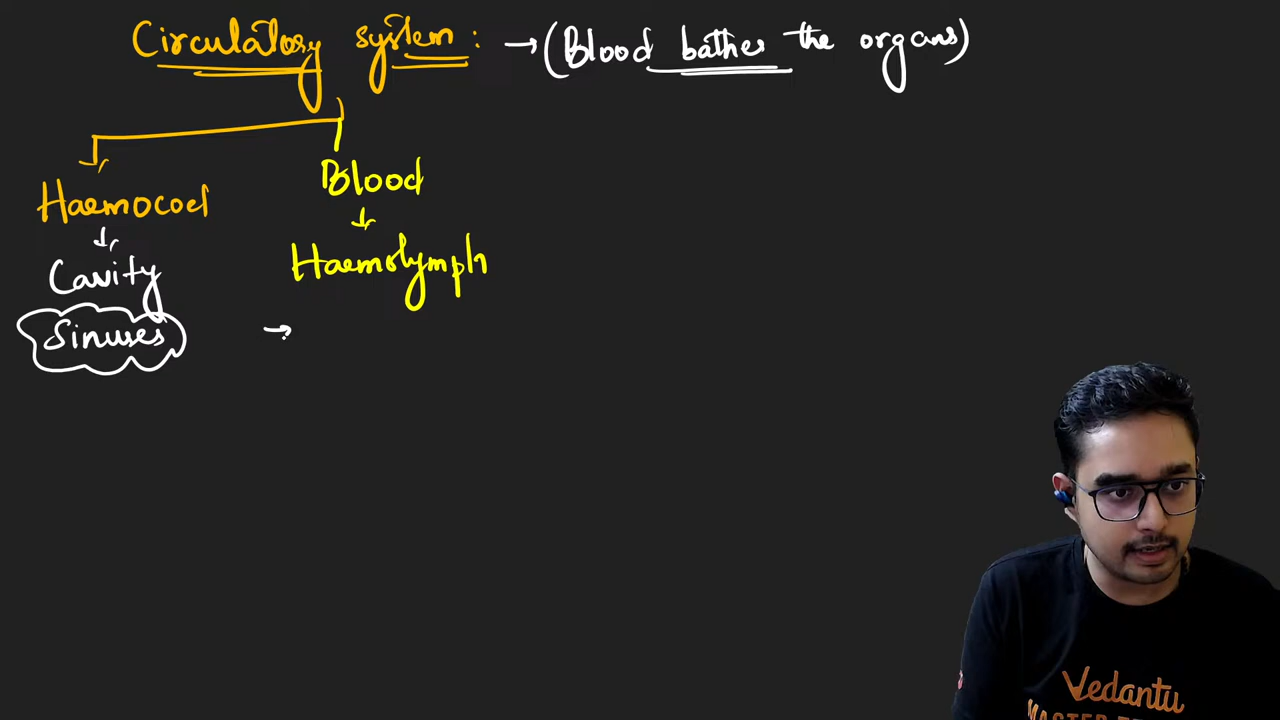 Circulatory system: → (Blood bathes the organs)
Haemocoel
Blood
Haemolymph
Cavity
Sinuses →
Vedantu